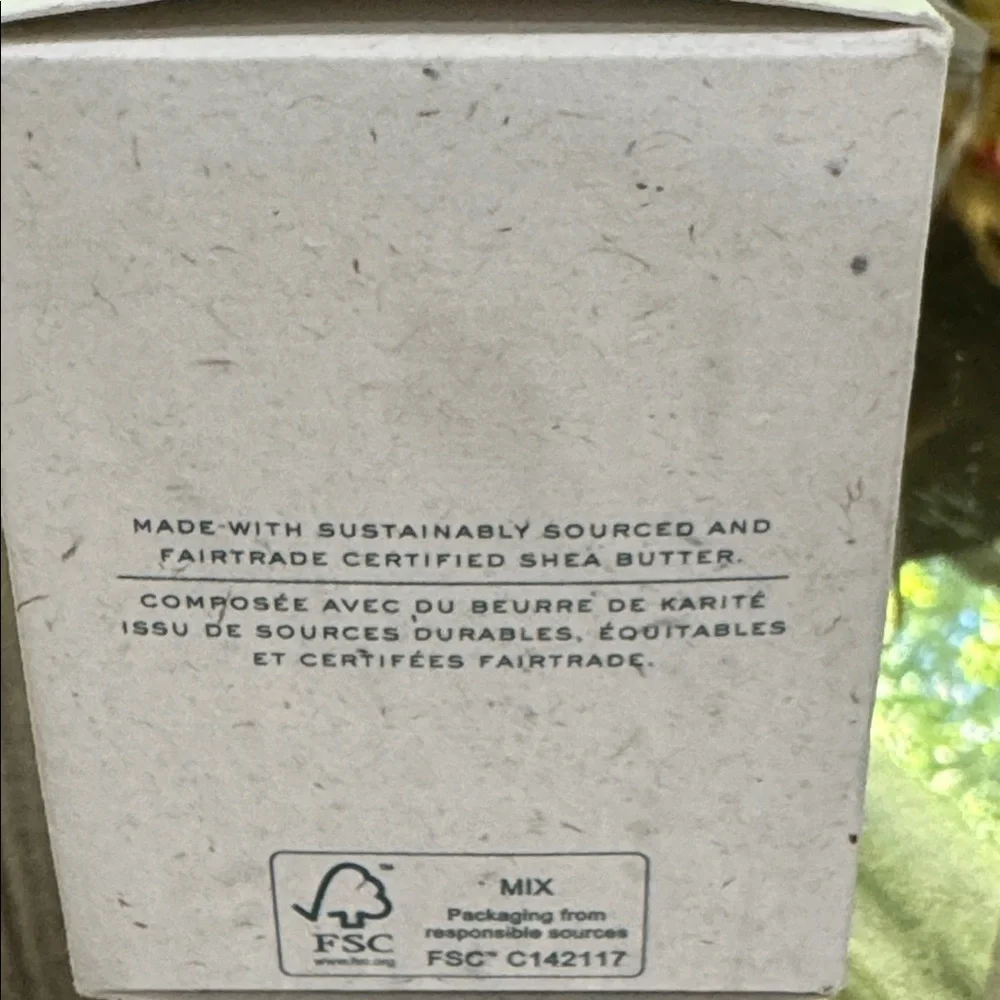 MADE WITH SUSTAINABLY SOURCED AND
FAIRTRADE CERTIFIED SHEA BUTTER.
COMPOSÉE AVEC DU BEURRE DE KARITÉ
ISSU DE SOURCES DURABLES, ÉQUITABLES
ET CERTIFÉES FAIRTRADE.
FSC
www.fsc.org
MIX
Packaging from
responsible sources
FSC™ C142117